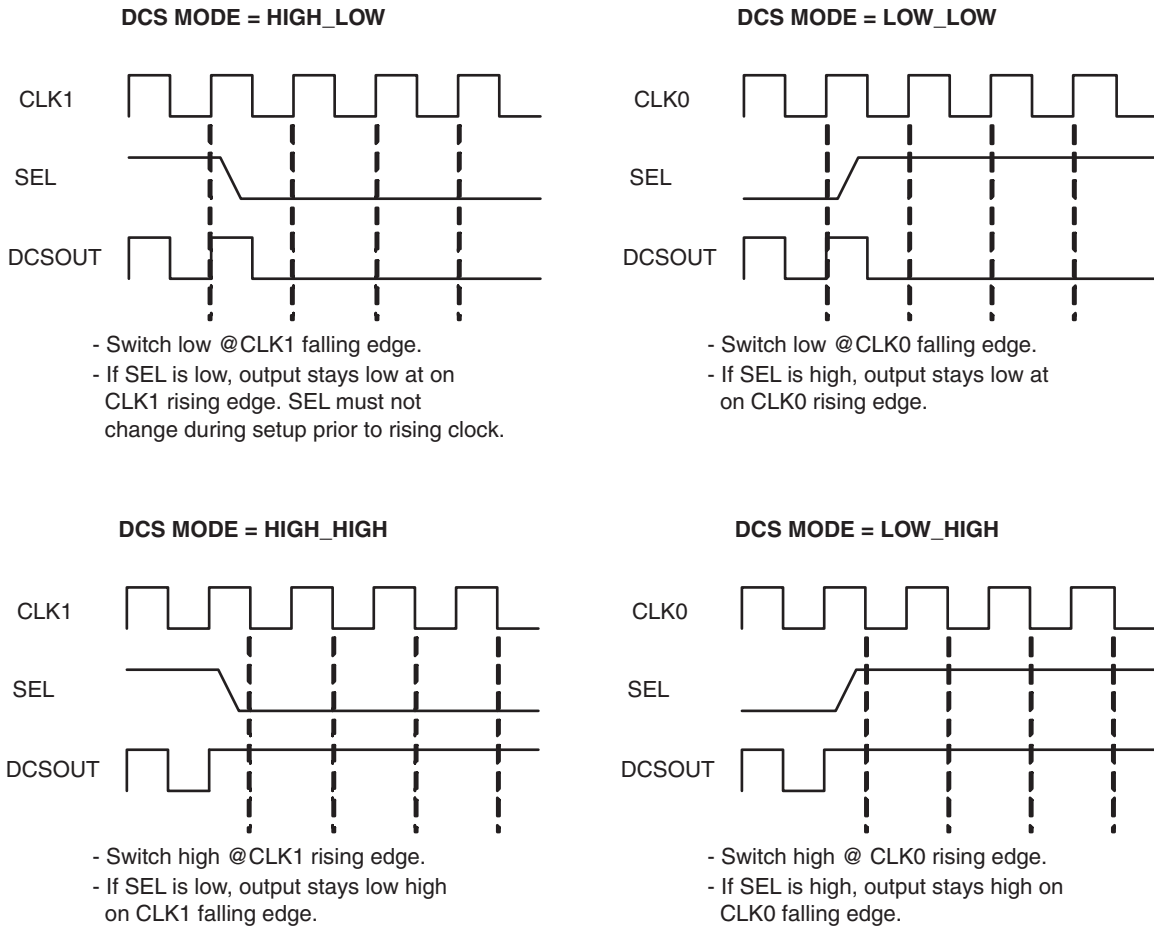 DCS MODE = HIGH_LOW
CLK1
SEL
DCSOUT
- Switch low @CLK1 falling edge.
- If SEL is low, output stays low at on
CLK1 rising edge. SEL must not
change during setup prior to rising clock.
DCS MODE = LOW_LOW
CLK0
SEL
DCSOUT
- Switch low @CLK0 falling edge.
- If SEL is high, output stays low at
on CLK0 rising edge.
DCS MODE = HIGH_HIGH
CLK1
SEL
DCSOUT
- Switch high @CLK1 rising edge.
- If SEL is low, output stays low high
on CLK1 falling edge.
DCS MODE = LOW_HIGH
CLK0
SEL
DCSOUT
- Switch high @ CLK0 rising edge.
- If SEL is high, output stays high on
CLK0 falling edge.